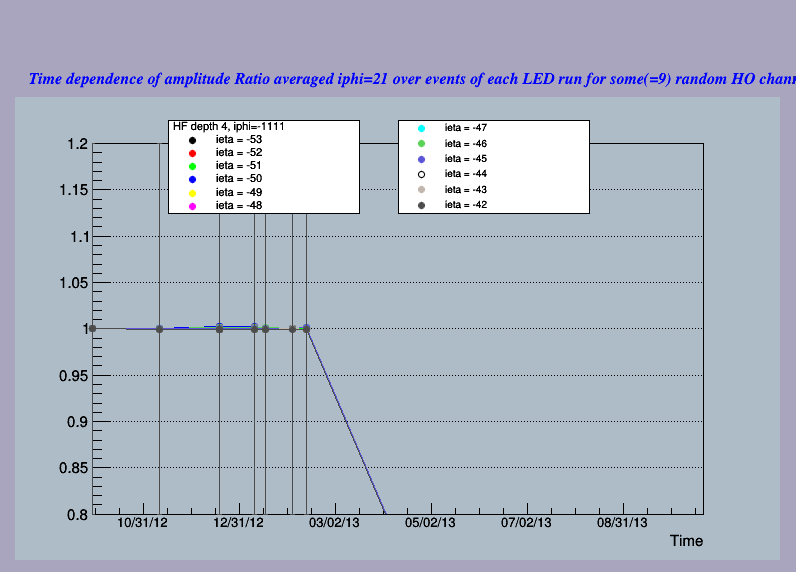 Time dependence of amplitude Ratio averaged iphi=21 over events of each LED run for some(=9) random HO
HF depth 4, iphi=-1111
ieta = -53
ieta = -52
ieta = -51
ieta = -50
ieta = -49
ieta = -48
ieta = -47
ieta = -46
ieta = -45
ieta = -44
ieta = -43
ieta = -42
1.2
1.15
1.1
1.05
1
0.95
0.9
0.85
0.8
10/31/12 12/31/12 03/02/13 05/02/13 07/02/13 08/31/13
Time